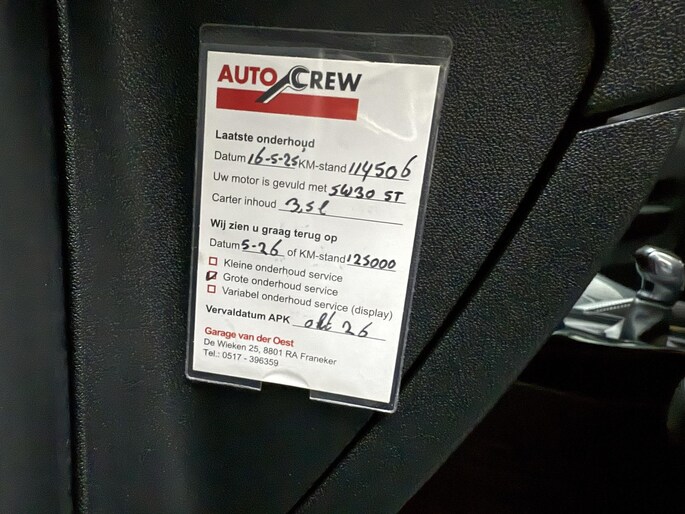 AUTO CREW
Laatste onderhoud
Datum 16-5-25 KM-stand 114506
Uw motor is gevuld met 5W30 ST
Carter inhoud 3,5 l
Wij zien u graag terug op
Datum 5-26 of KM-stand 125000
Kleine onderhoud service
Grote onderhoud service
Variabel onderhoud service (display)
Vervaldatum APK okt 26
Garage van der Oest
De Wieken 25, 8801 RA Franeker
Tel.: 0517 - 396359